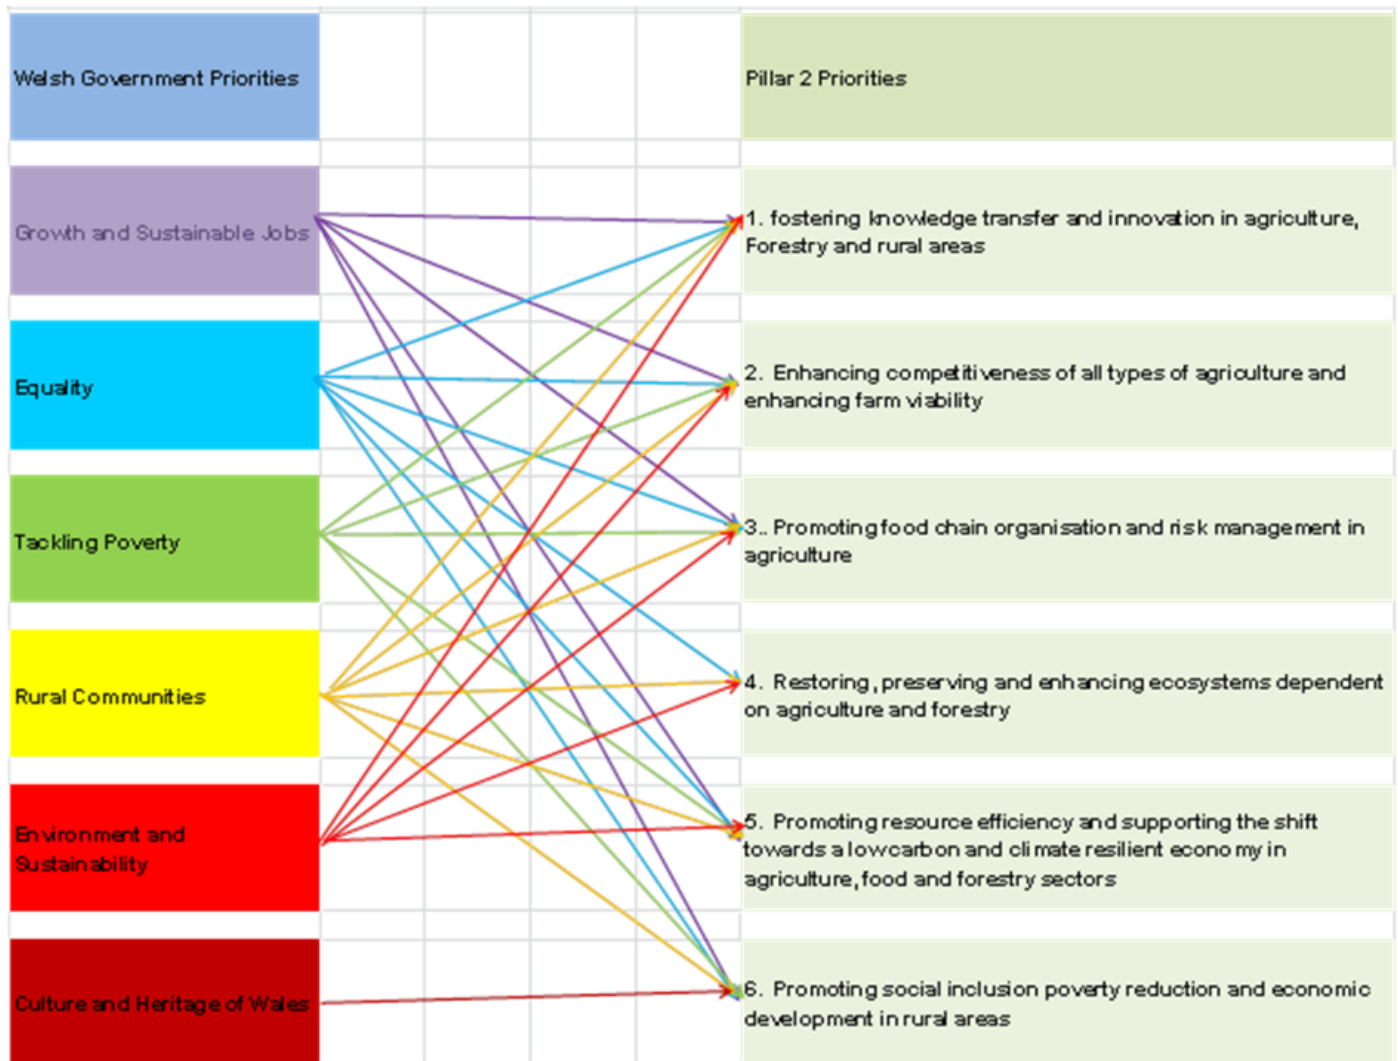 Welsh Government Priorities
Pillar 2 Priorities
Growth and Sustainable Jobs
1. fostering knowledge transfer and innovation in agriculture,
Forestry and rural areas
Equality
2. Enhancing competitiveness of all types of agriculture and
enhancing farm viability
Tackling Poverty
3.. Promoting food chain organisation and risk management in
agriculture
Rural Communities
4. Restoring, preserving and enhancing ecosystems dependent
on agriculture and forestry
Environment and
Sustainability
5. Promoting resource efficiency and supporting the shift
towards a low carbon and climate resilient economy in
agriculture, food and forestry sectors
Culture and Heritage of Wales
6. Promoting social inclusion poverty reduction and economic
development in rural areas